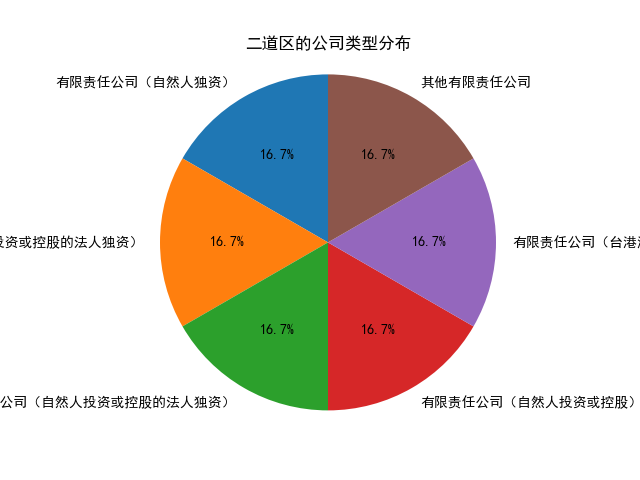 二道区的公司类型分布
有限责任公司（自然人独资）
其他有限责任公司
16.7%
16.7%
投资或控股的法人独资）
16.7%
16.7%
有限责任公司（台港
16.7%
16.7%
公司（自然人投资或控股的法人独资）
有限责任公司（自然人投资或控股）